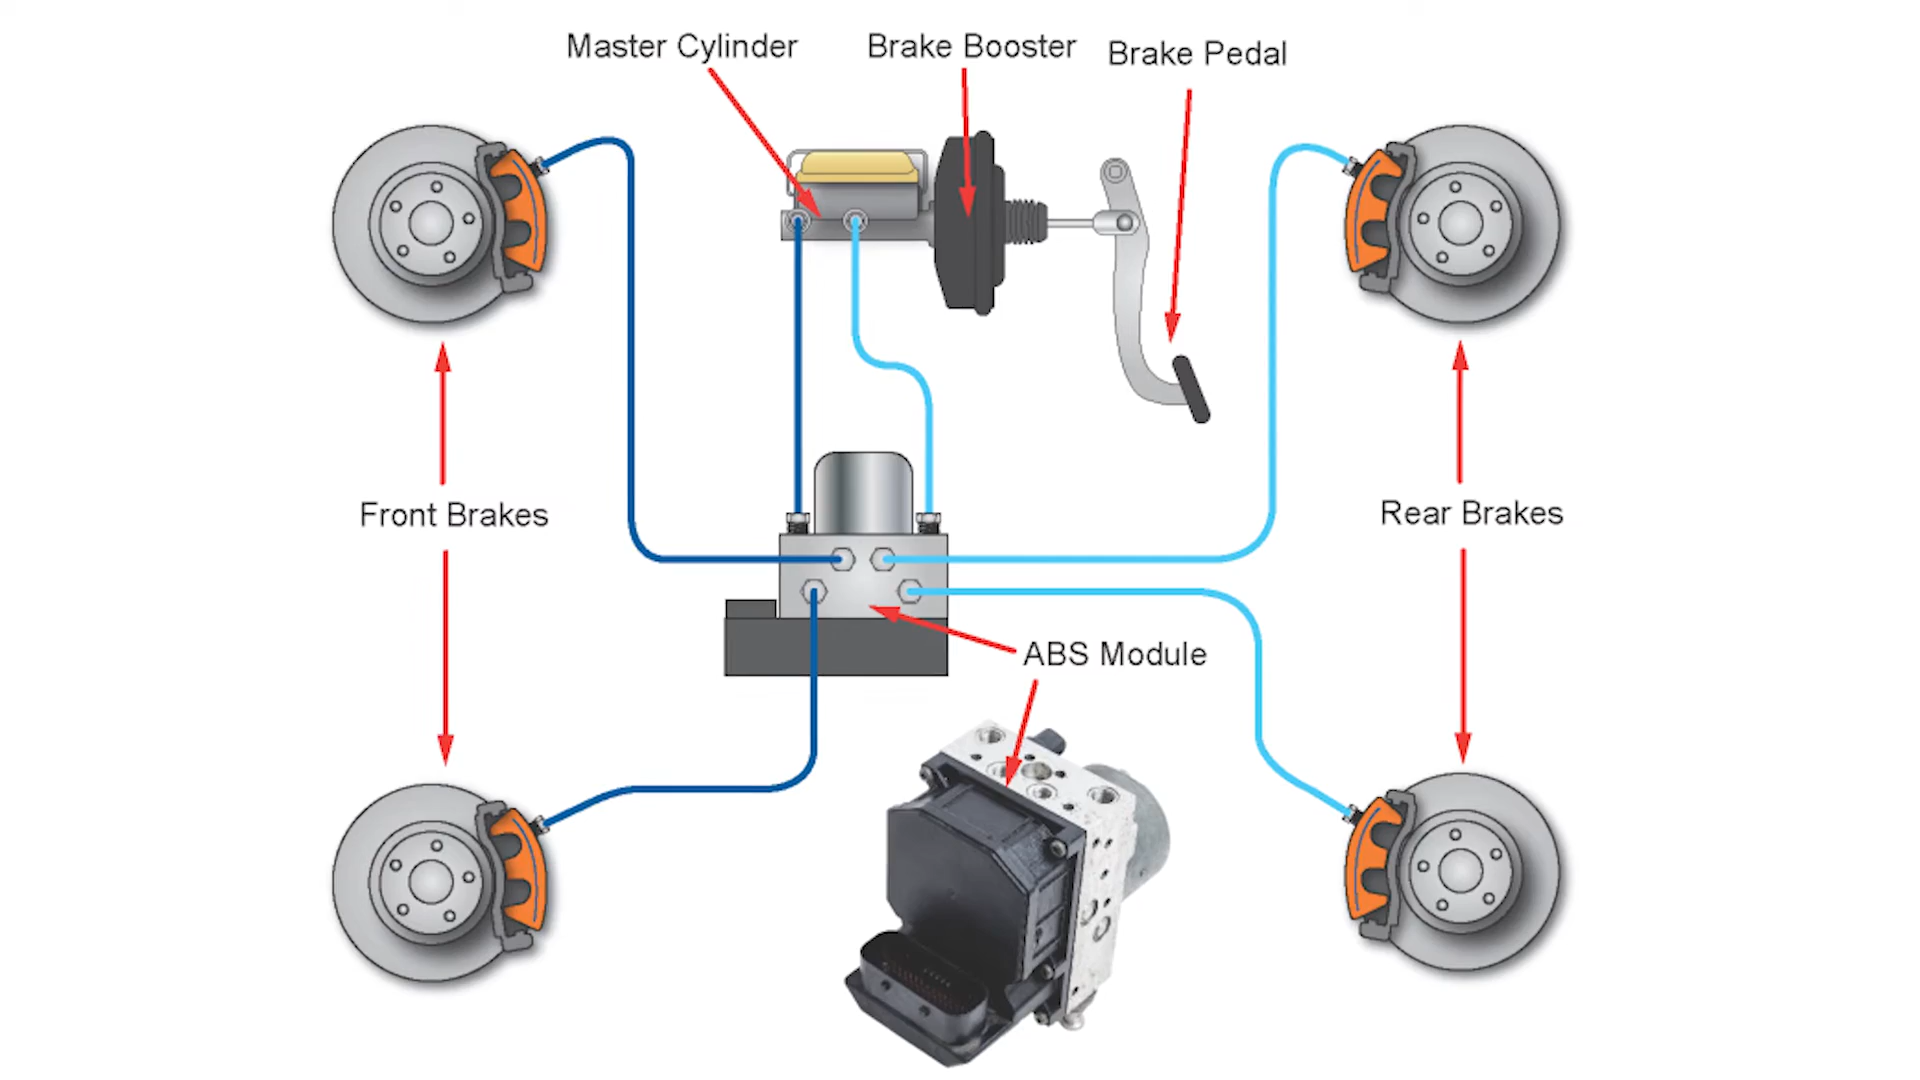 Master Cylinder
Brake Booster
Brake Pedal
Front Brakes
Rear Brakes
ABS Module